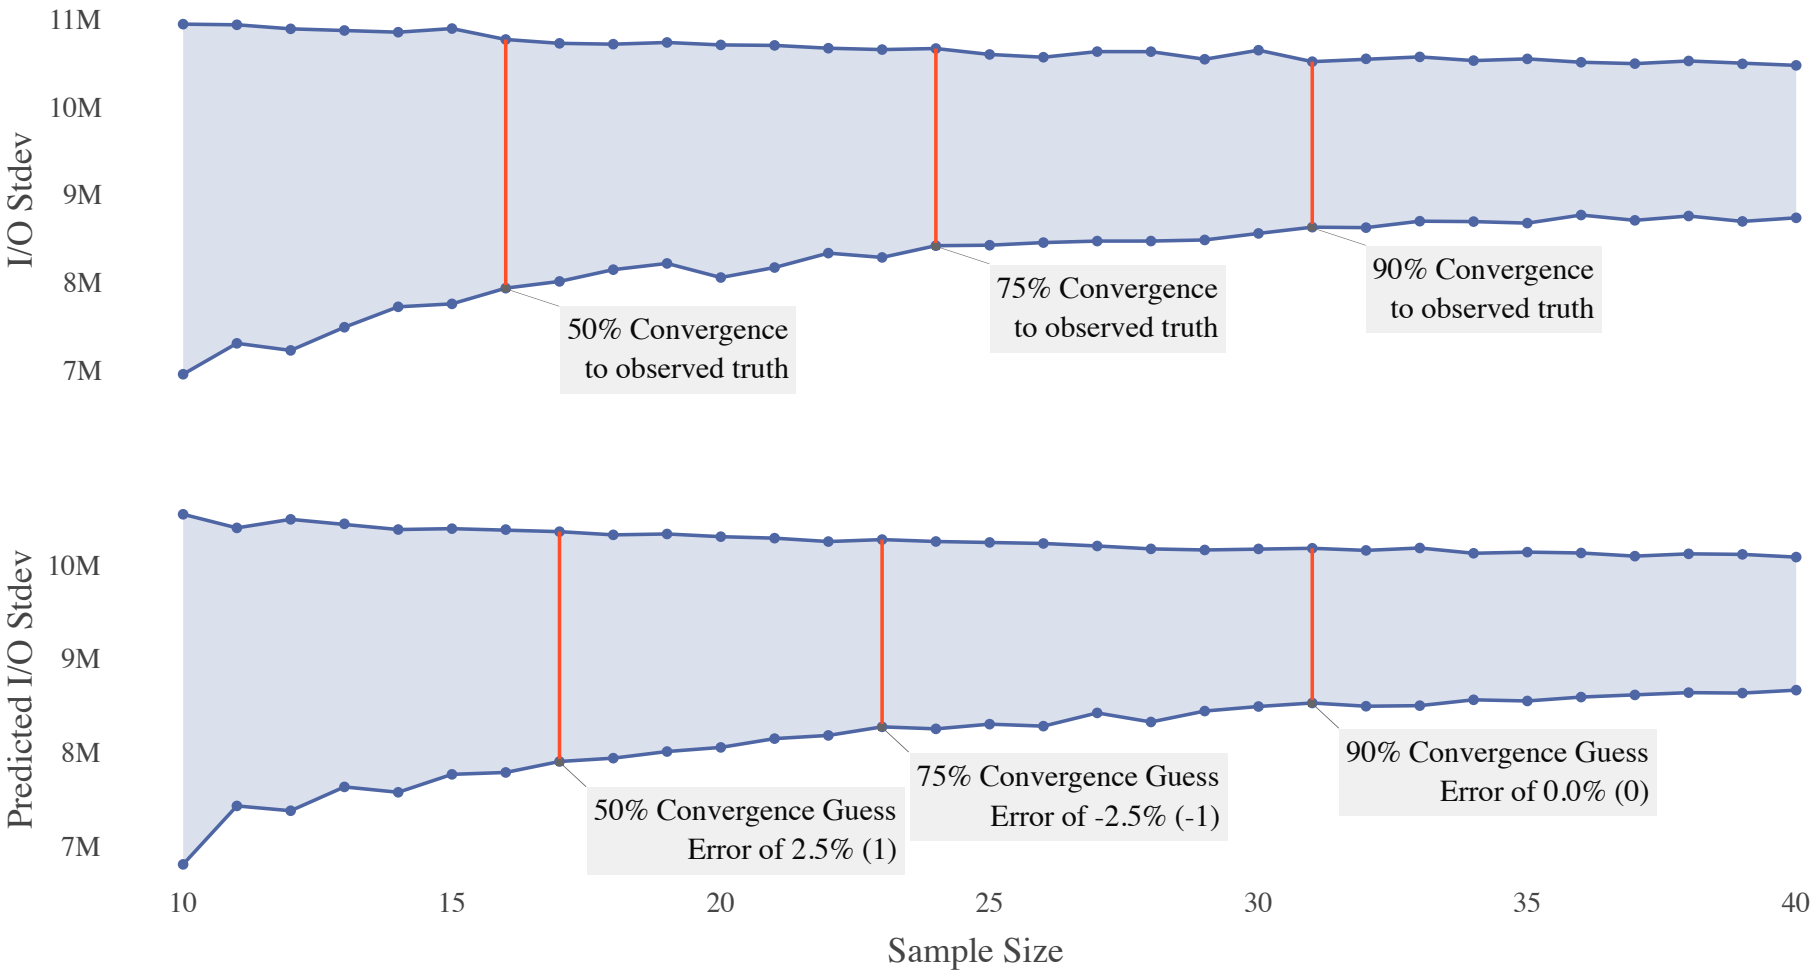 11M
10M
9M
8M
7M
I/O Stdev
50% Convergence
to observed truth
75% Convergence
to observed truth
90% Convergence
to observed truth
10M
9M
8M
7M
Predicted I/O Stdev
50% Convergence Guess
Error of 2.5% (1)
75% Convergence Guess
Error of -2.5% (-1)
90% Convergence Guess
Error of 0.0% (0)
10 15 20 25 30 35 40
Sample Size